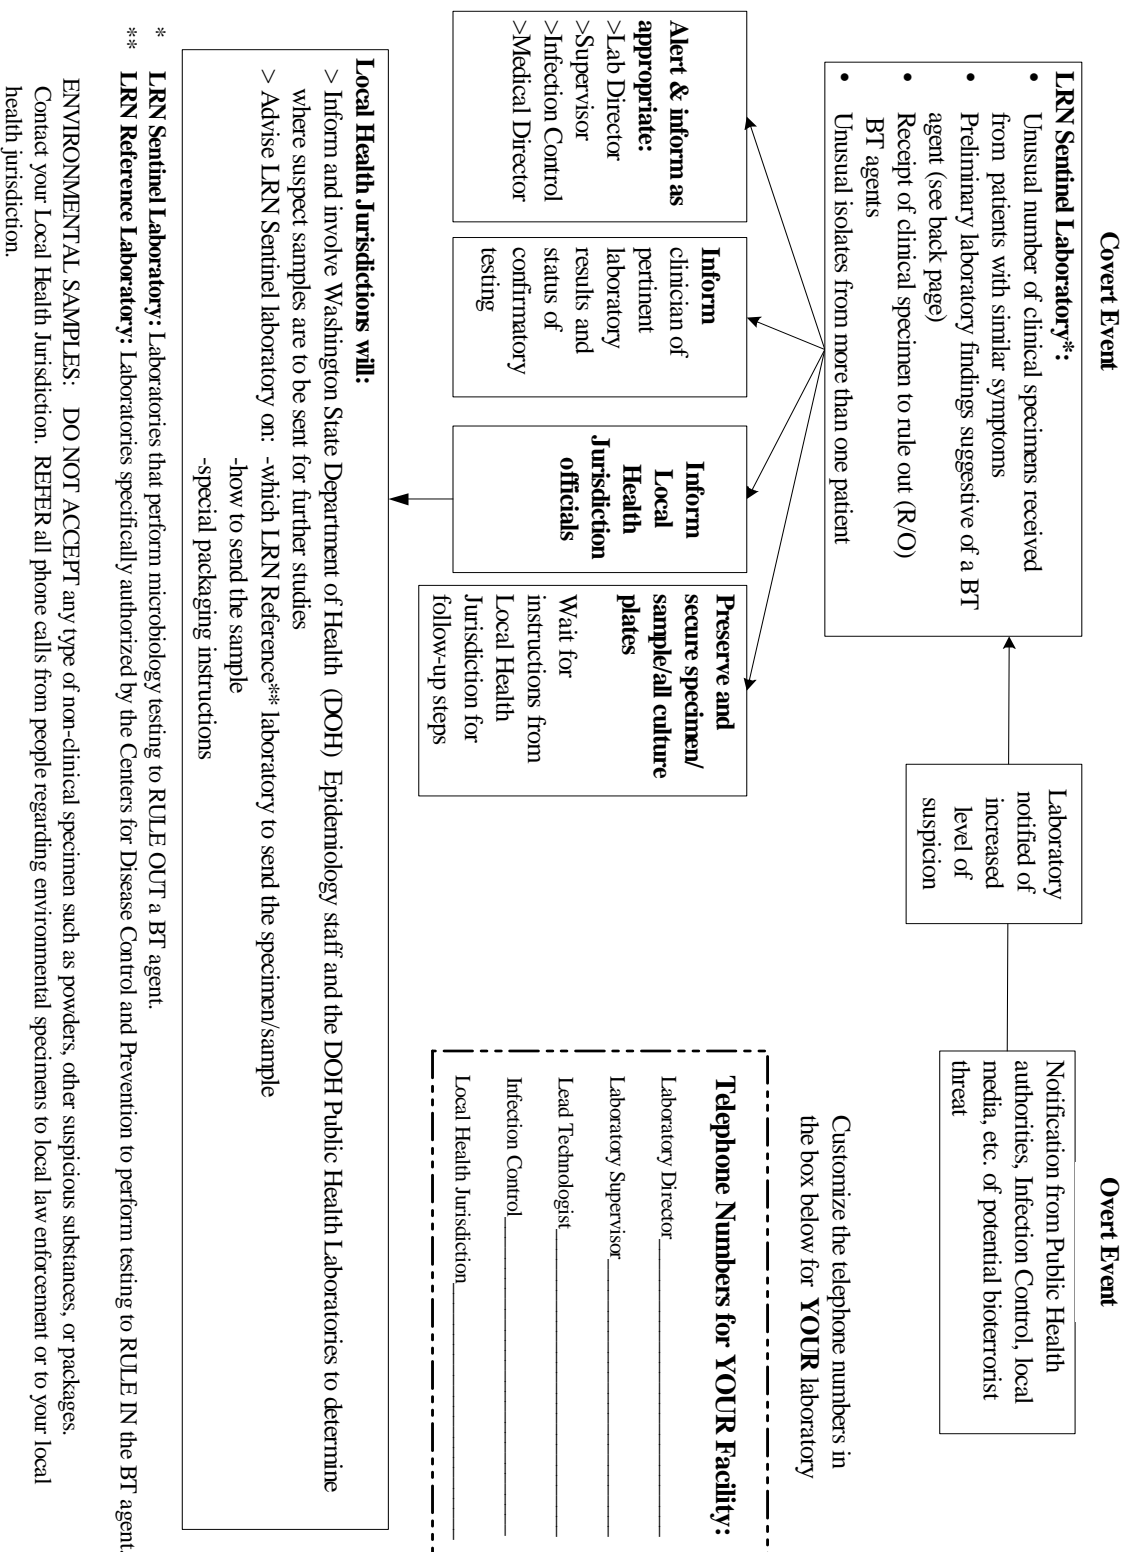 Covert Event
Overt Event
LRN Sentinel Laboratory*:
• Unusual number of clinical specimens received
from patients with similar symptoms
• Preliminary laboratory findings suggestive of a BT
agent (see back page)
• Receipt of clinical specimen to rule out (R/O)
BT agents
• Unusual isolates from more than one patient
Laboratory
notified of
increased
level of
suspicion
Notification from Public Health
authorities, Infection Control, local
media, etc. of potential bioterrorist
threat
Alert & inform as
appropriate:
>Lab Director
>Supervisor
>Infection Control
>Medical Director
Inform
clinician of
pertinent
laboratory
results and
status of
confirmatory
testing
Inform
Local
Health
Jurisdiction
officials
Preserve and
secure specimen/
sample/all culture
plates
Wait for
instructions from
Local Health
Jurisdiction for
follow-up steps
Customize the telephone numbers in
the box below for YOUR laboratory
Telephone Numbers for YOUR Facility:
Laboratory Director
Laboratory Supervisor
Lead Technologist
Infection Control
Local Health Jurisdiction
Local Health Jurisdictions will:
> Inform and involve Washington State Department of Health (DOH) Epidemiology staff and the DOH Public Health Laboratories to determine
where suspect samples are to be sent for further studies
> Advise LRN Sentinel laboratory on: -which LRN Reference** laboratory to send the specimen/sample
-how to send the sample
-special packaging instructions
* LRN Sentinel Laboratory: Laboratories that perform microbiology testing to RULE OUT a BT agent.
** LRN Reference Laboratory: Laboratories specifically authorized by the Centers for Disease Control and Prevention to perform testing to RULE IN the BT agent.
ENVIRONMENTAL SAMPLES: DO NOT ACCEPT any type of non-clinical specimen such as powders, other suspicious substances, or packages.
Contact your Local Health Jurisdiction. REFER all phone calls from people regarding environmental specimens to local law enforcement or to your local
health jurisdiction.